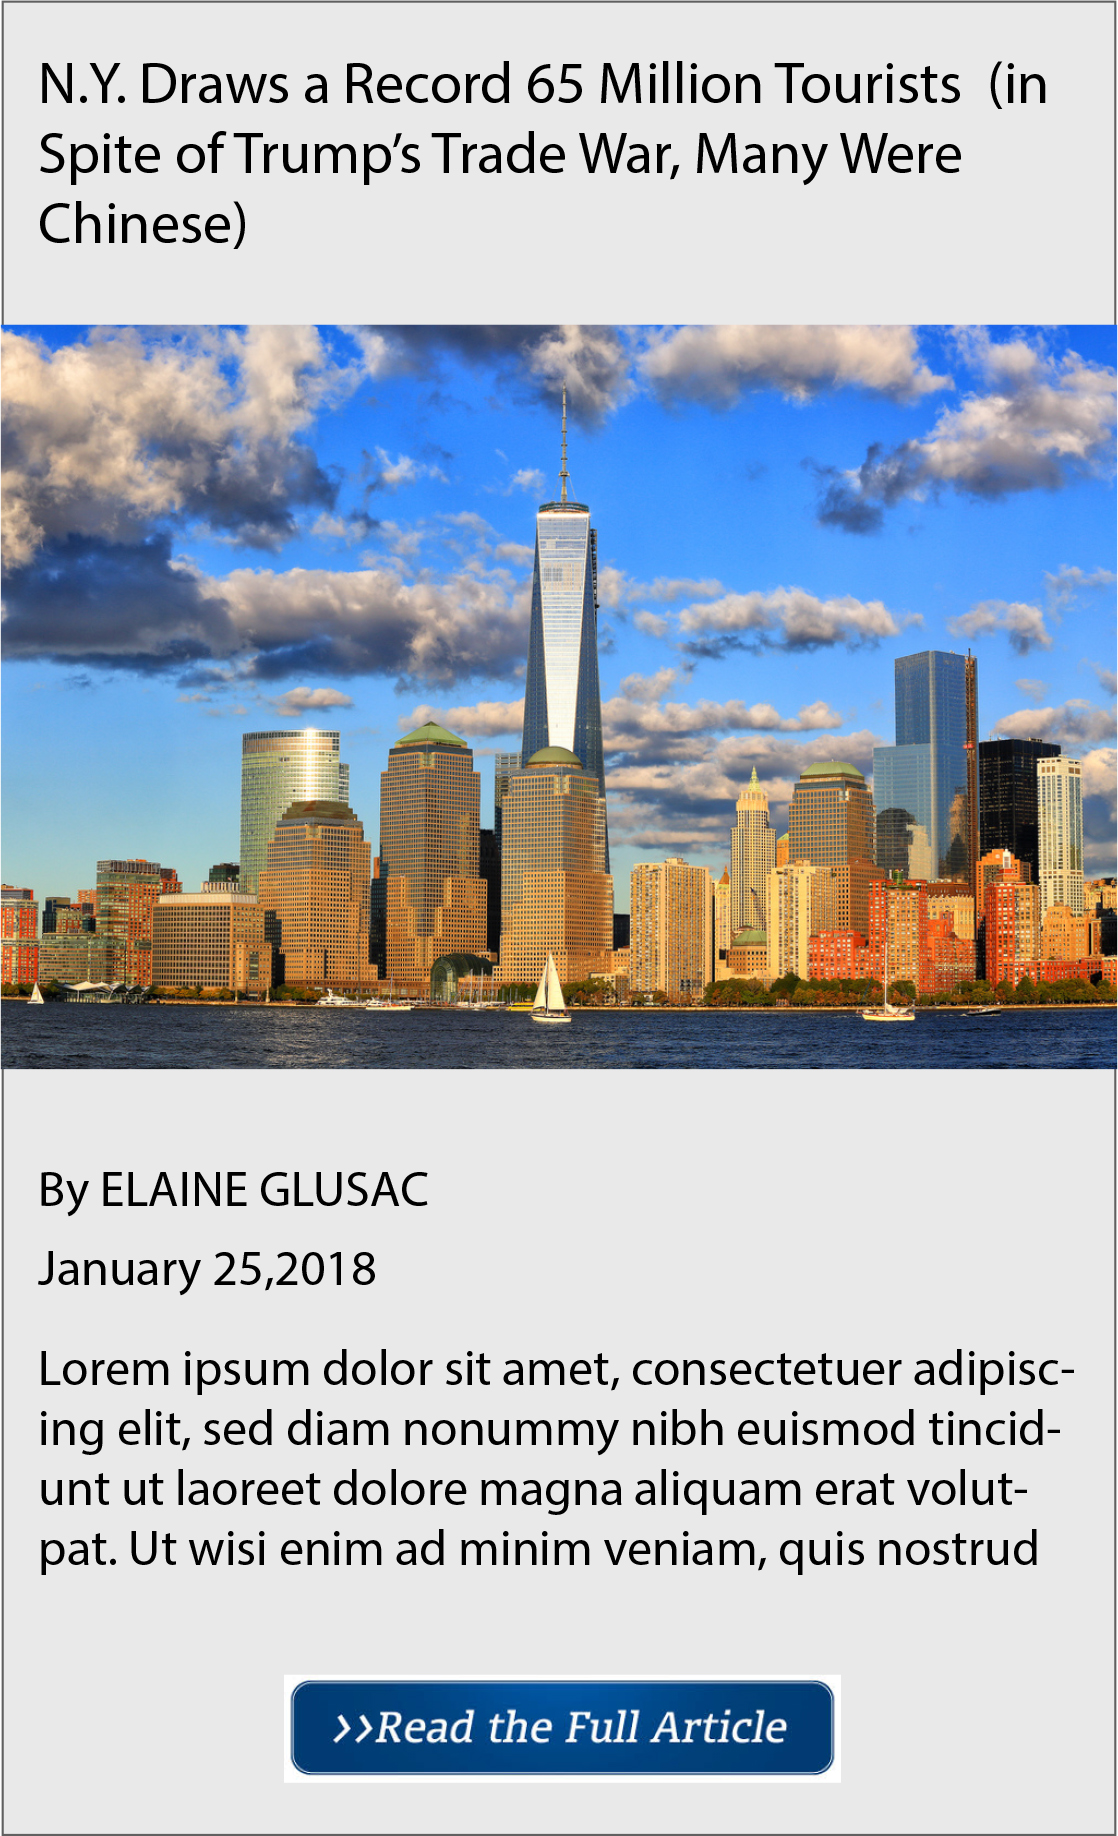 N.Y. Draws a Record 65 Million Tourists  (in
Spite of Trump’s Trade War, Many Were
Chinese)
By ELAINE GLUSAC
January 25,2018
Lorem ipsum dolor sit amet, consectetuer adipisc-
ing elit, sed diam nonummy nibh euismod tincid-
unt ut laoreet dolore magna aliquam erat volut-
pat. Ut wisi enim ad minim veniam, quis nostrud
>>Read the Full Article